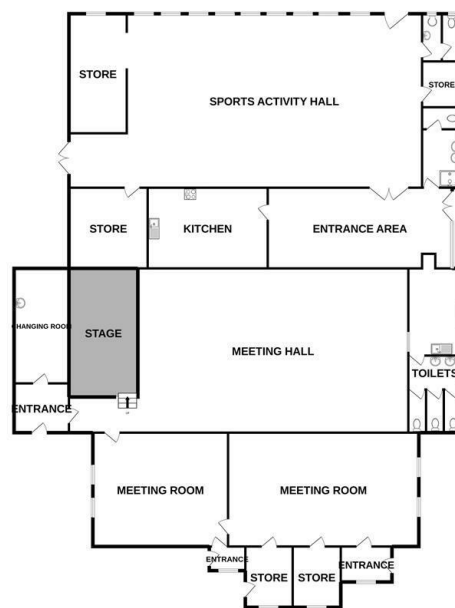 STORE
SPORTS ACTIVITY HALL
STORE
STORE
KITCHEN
ENTRANCE AREA
CHANGING ROOM
STAGE
MEETING HALL
TOILETS
ENTRANCE
MEETING ROOM
MEETING ROOM
ENTRANCE
STORE
STORE
ENTRANCE